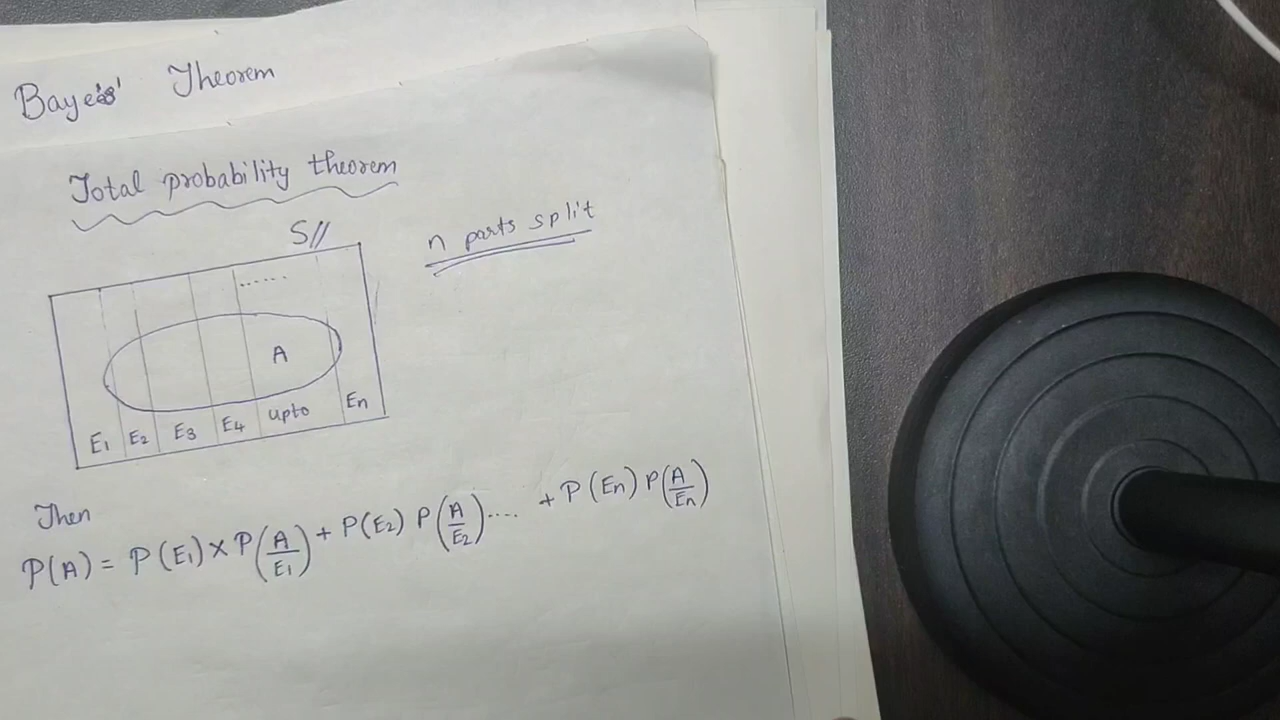 Baye's' Theorem
Total probability theorem
S//
n parts split
......
A
E1 E2 E3 E4 upto En
Then
P(A) = P(E1) × P(A/E1) + P(E2) P(A/E2) .... + P(En) P(A/En)